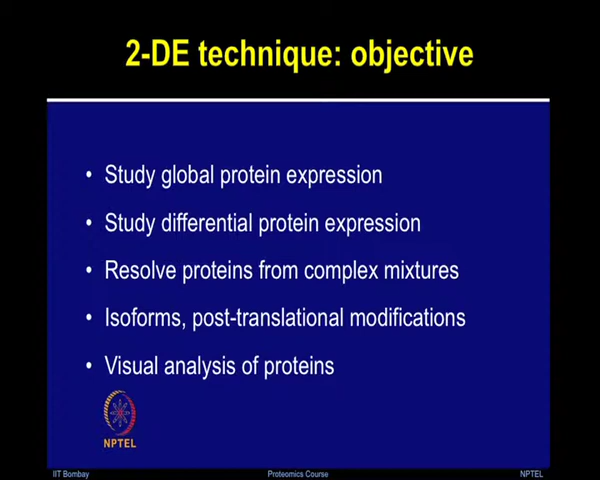 2-DE technique: objective
• Study global protein expression
• Study differential protein expression
• Resolve proteins from complex mixtures
• Isoforms, post-translational modifications
• Visual analysis of proteins
NPTEL
IIT Bombay Proteomics Course NPTEL